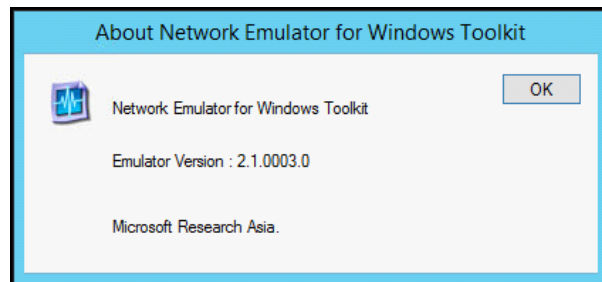 About Network Emulator for Windows Toolkit
OK
Network Emulator for Windows Toolkit
Emulator Version : 2.1.0003.0
Microsoft Research Asia.